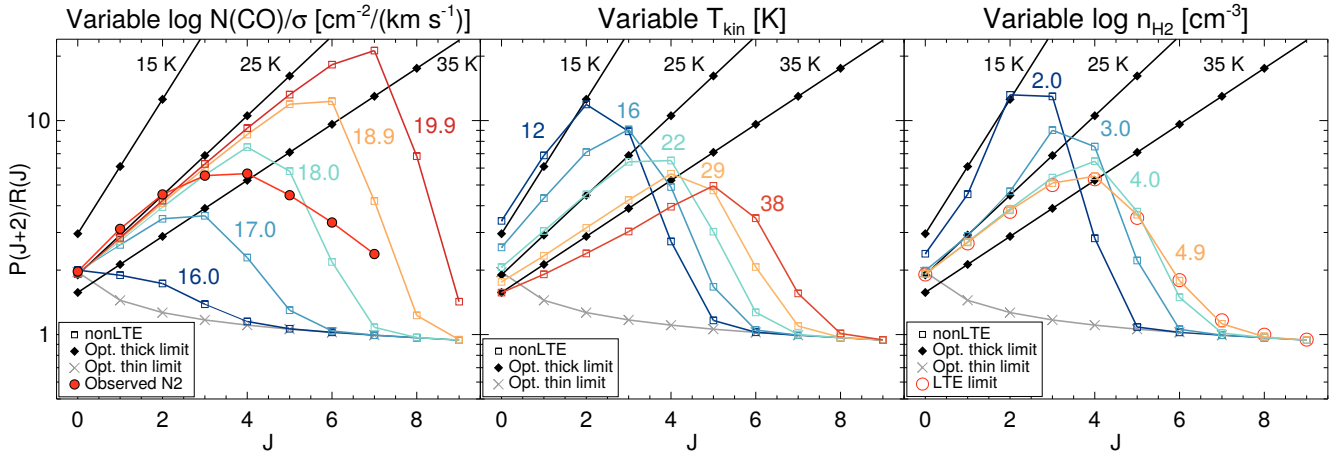 Variable log N(CO)/σ [cm⁻²/(km s⁻¹)]
Variable T_kin [K]
Variable log n_H2 [cm⁻³]
P(J+2)/R(J)
10
1
15 K
25 K
35 K
19.9
18.9
18.0
17.0
16.0
nonLTE
Opt. thick limit
Opt. thin limit
Observed N2
0 2 4 6 8
J
15 K
25 K
35 K
12
16
22
29
38
nonLTE
Opt. thick limit
Opt. thin limit
0 2 4 6 8
J
15 K
25 K
35 K
2.0
3.0
4.0
4.9
nonLTE
Opt. thick limit
Opt. thin limit
LTE limit
0 2 4 6 8
J